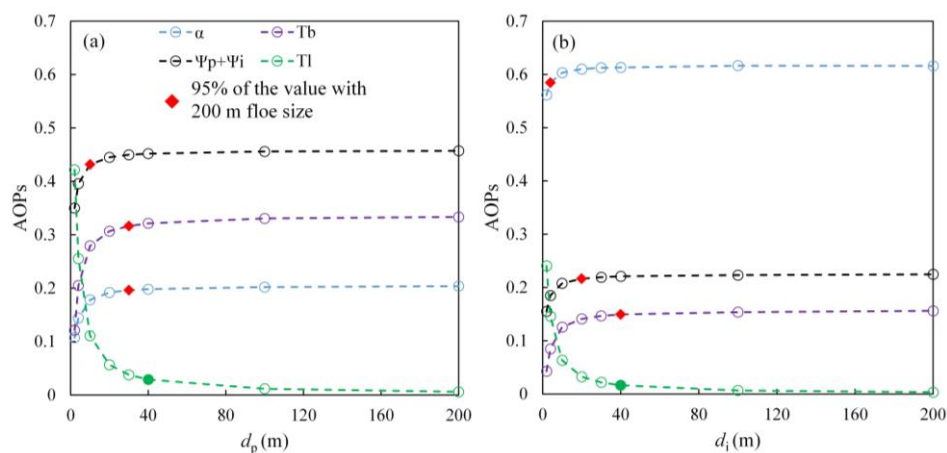 (a)
α
Tb
Ψp+Ψi
Tl
95% of the value with
200 m floe size
AOPs
0.7
0.6
0.5
0.4
0.3
0.2
0.1
0
0 40 80 120 160 200
dp (m)
(b)
AOPs
0.7
0.6
0.5
0.4
0.3
0.2
0.1
0
0 40 80 120 160 200
di (m)